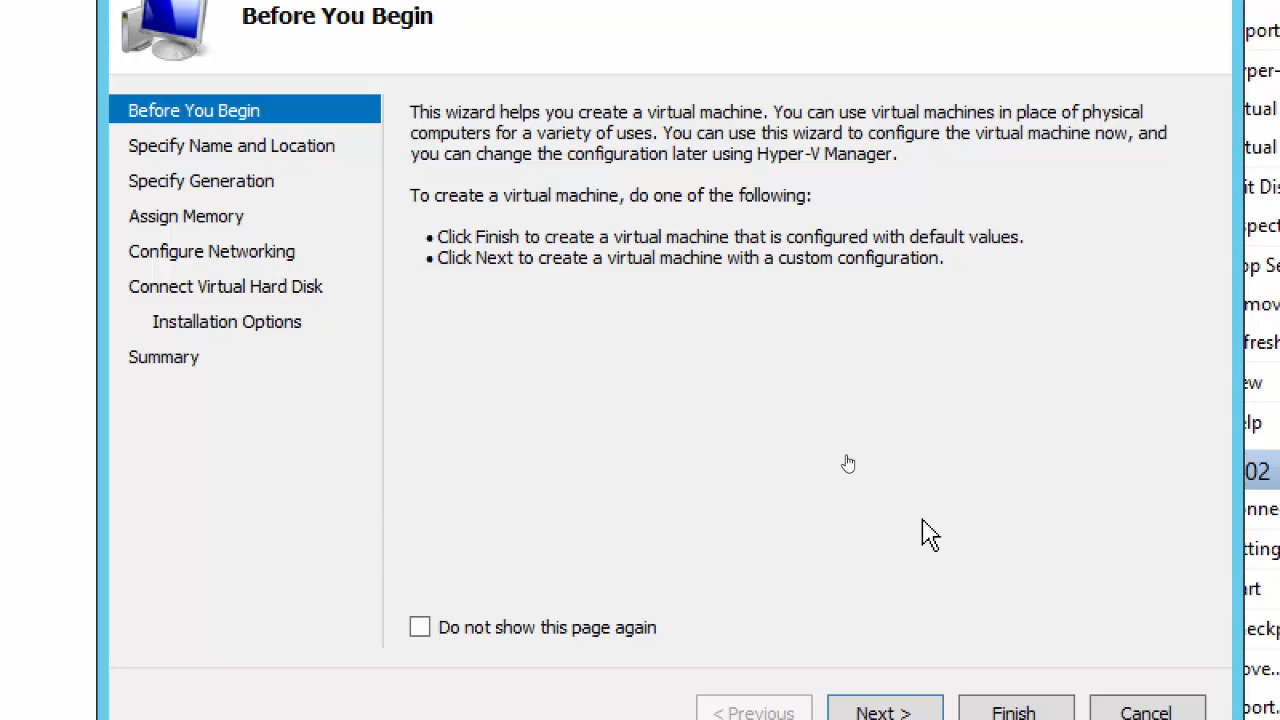 Before You Begin
Before You Begin
Specify Name and Location
Specify Generation
Assign Memory
Configure Networking
Connect Virtual Hard Disk
Installation Options
Summary
This wizard helps you create a virtual machine. You can use virtual machines in place of physical
computers for a variety of uses. You can use this wizard to configure the virtual machine now, and
you can change the configuration later using Hyper-V Manager.
To create a virtual machine, do one of the following:
• Click Finish to create a virtual machine that is configured with default values.
• Click Next to create a virtual machine with a custom configuration.
Do not show this page again
< Previous
Next >
Finish
Cancel
02